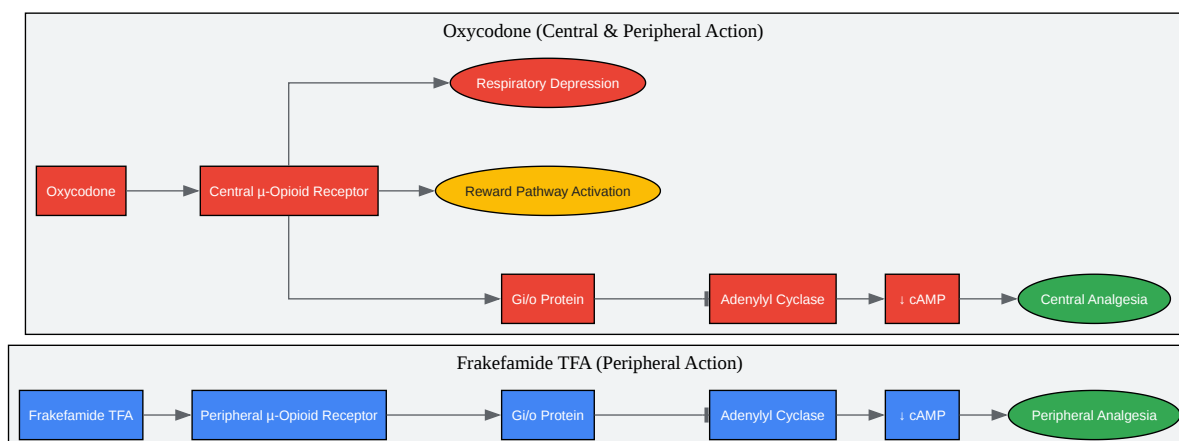 Oxycodone (Central & Peripheral Action)
Respiratory Depression
Oxycodone
Central µ-Opioid Receptor
Reward Pathway Activation
Gi/o Protein
Adenylyl Cyclase
↓ cAMP
Central Analgesia
Frakefamide TFA (Peripheral Action)
Frakefamide TFA
Peripheral µ-Opioid Receptor
Gi/o Protein
Adenylyl Cyclase
↓ cAMP
Peripheral Analgesia